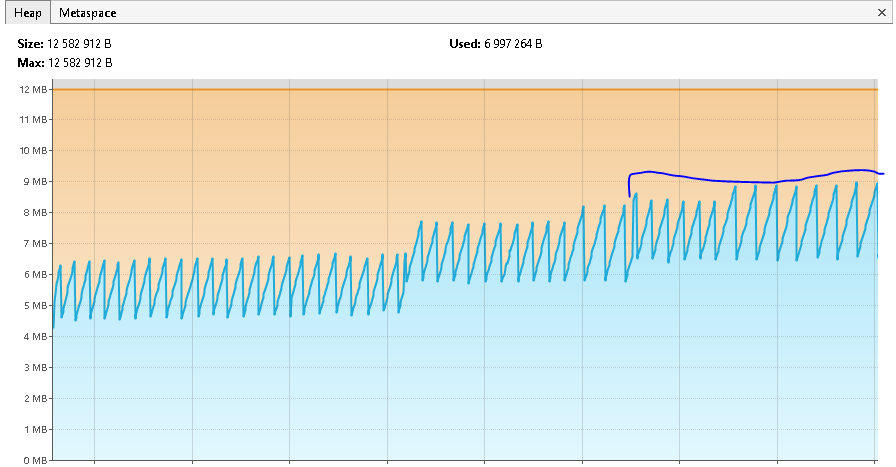 Heap Metaspace ×
Size: 12 582 912 B Used: 6 997 264 B
Max: 12 582 912 B
12 MB
11 MB
10 MB
9 MB
8 MB
7 MB
6 MB
5 MB
4 MB
3 MB
2 MB
1 MB
0 MB